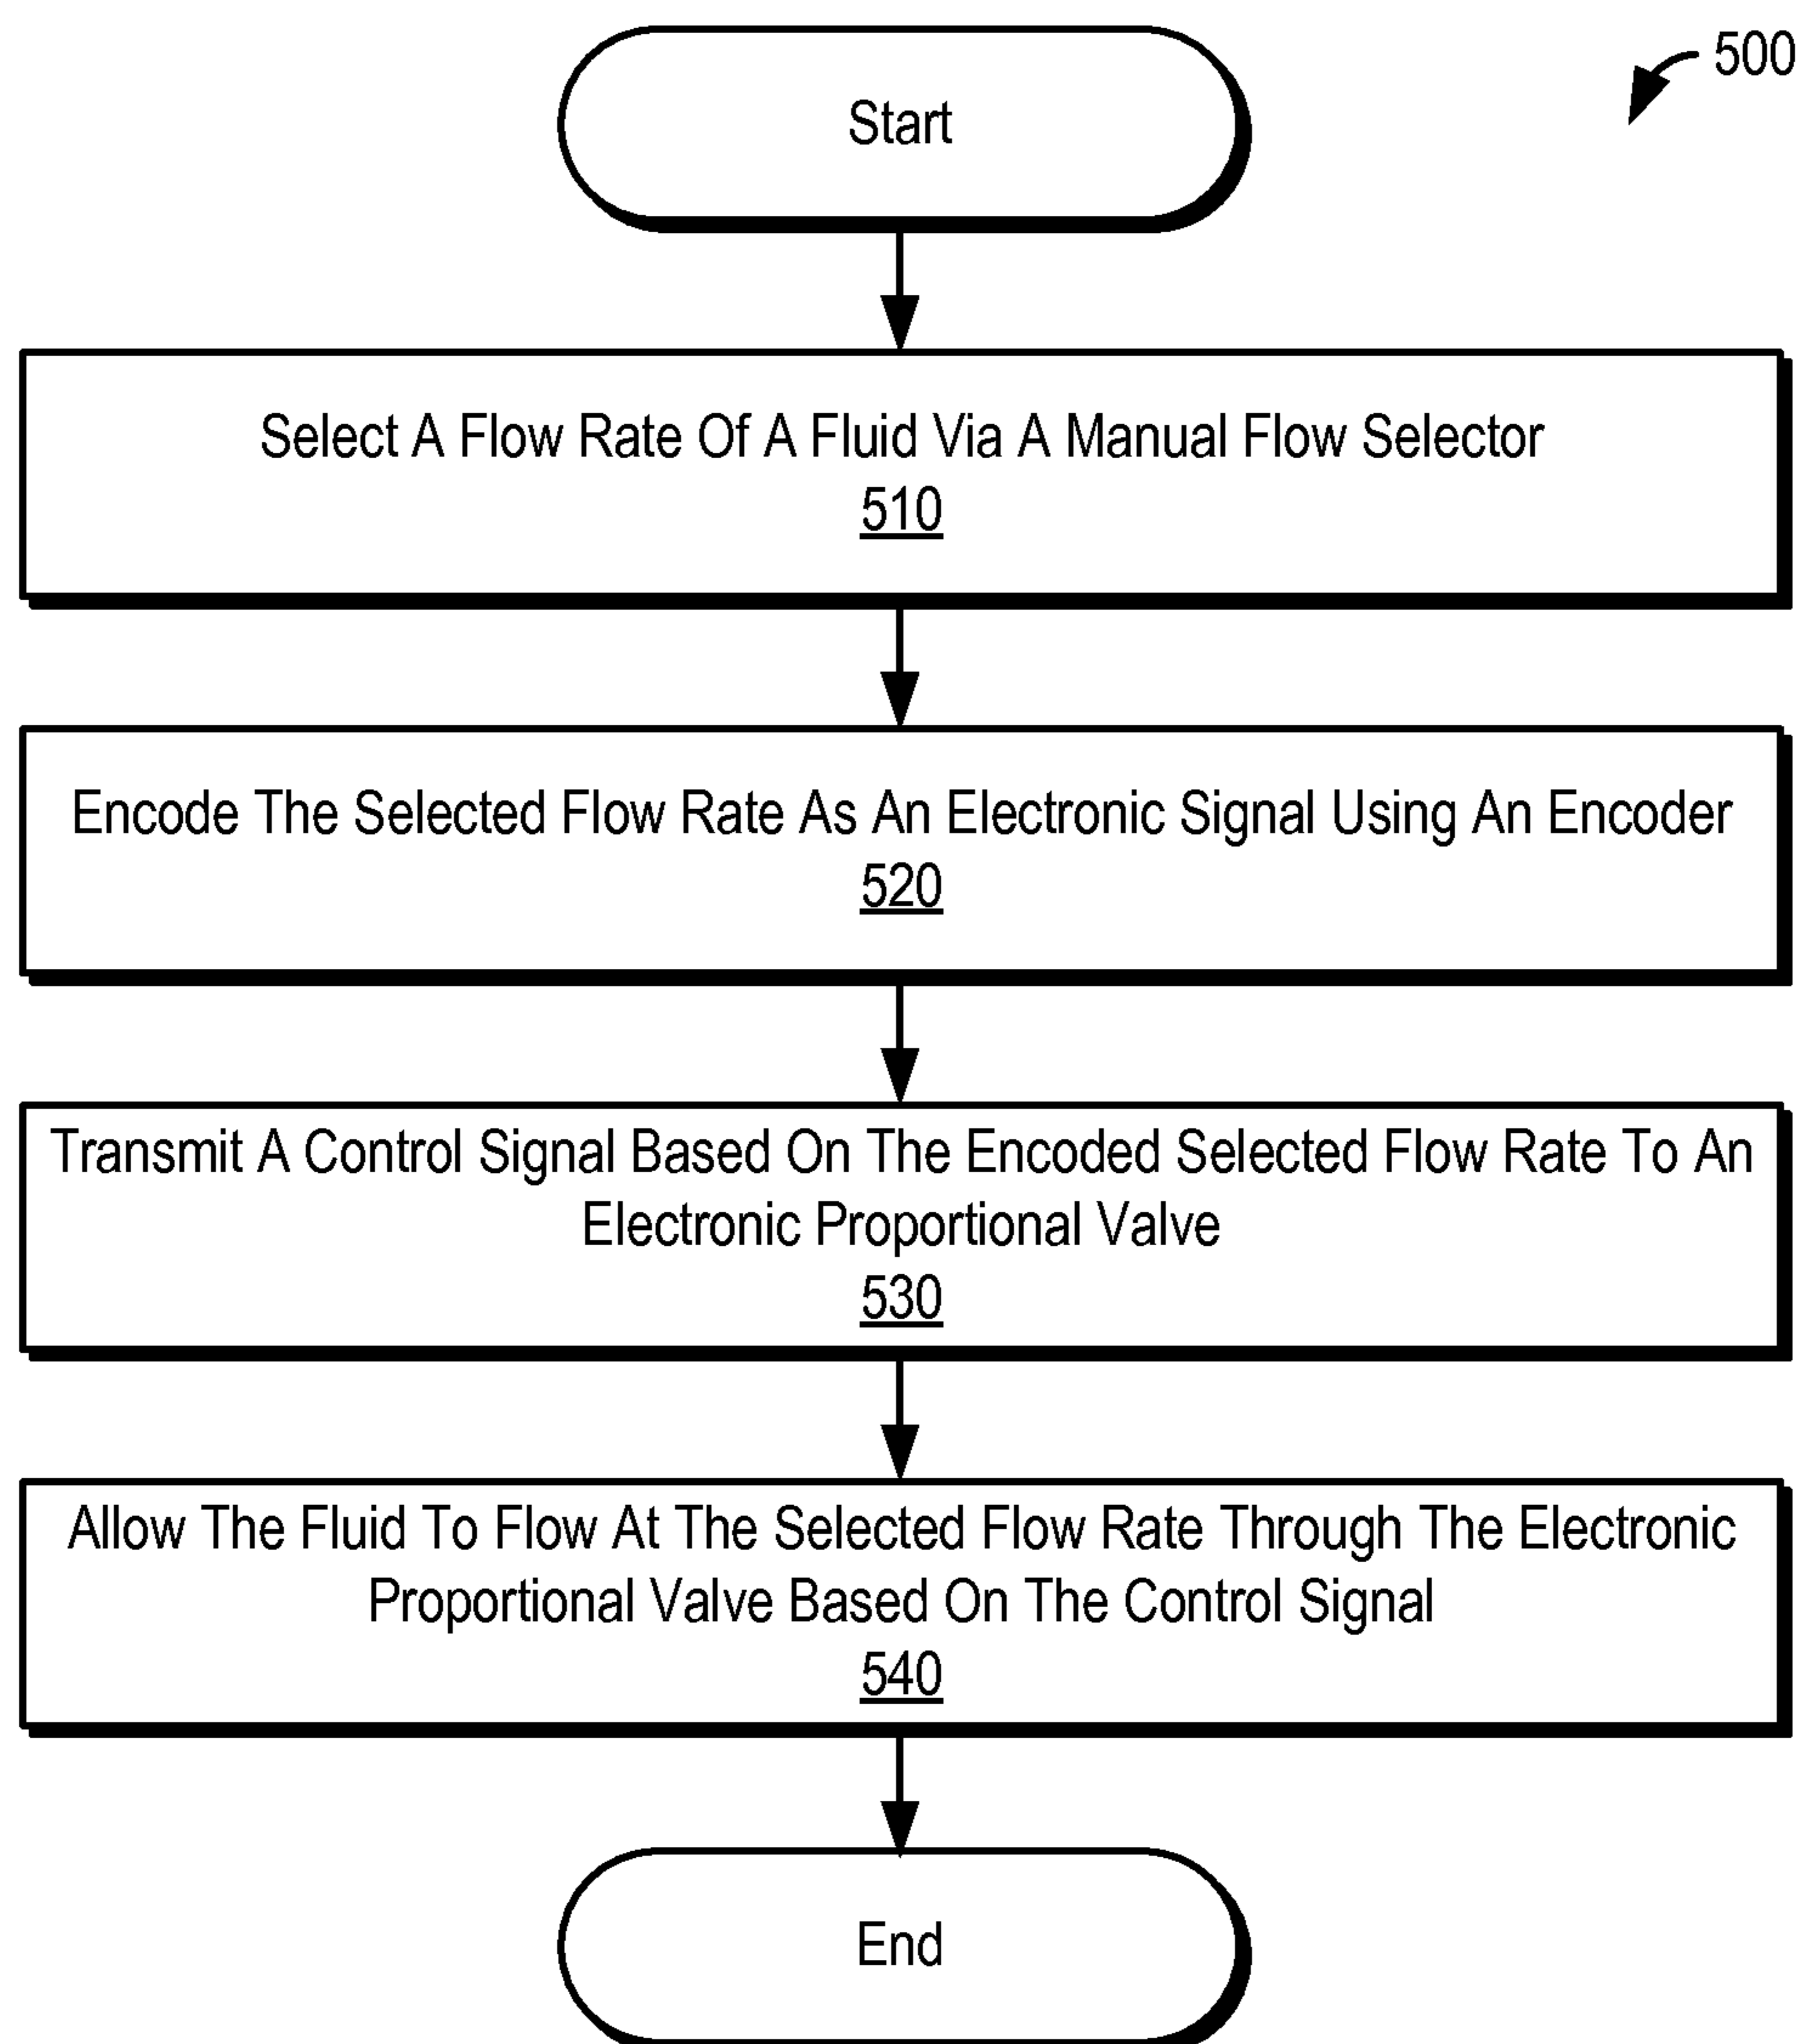 500
Start
Select A Flow Rate Of A Fluid Via A Manual Flow Selector
510
Encode The Selected Flow Rate As An Electronic Signal Using An Encoder
520
Transmit A Control Signal Based On The Encoded Selected Flow Rate To An
Electronic Proportional Valve
530
Allow The Fluid To Flow At The Selected Flow Rate Through The Electronic
Proportional Valve Based On The Control Signal
540
End